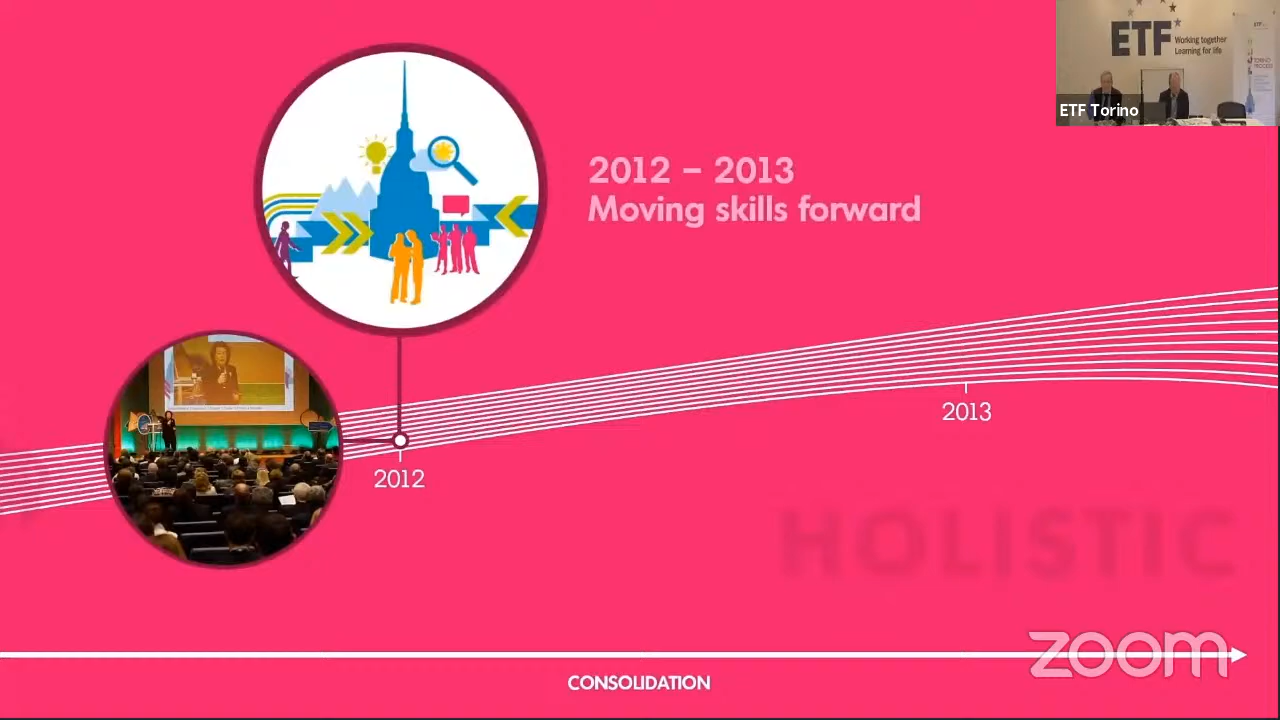 ETF
Working together
Learning for life
ETF Torino
2012 – 2013
Moving skills forward
2013
2012
HOLISTIC
zoom
CONSOLIDATION